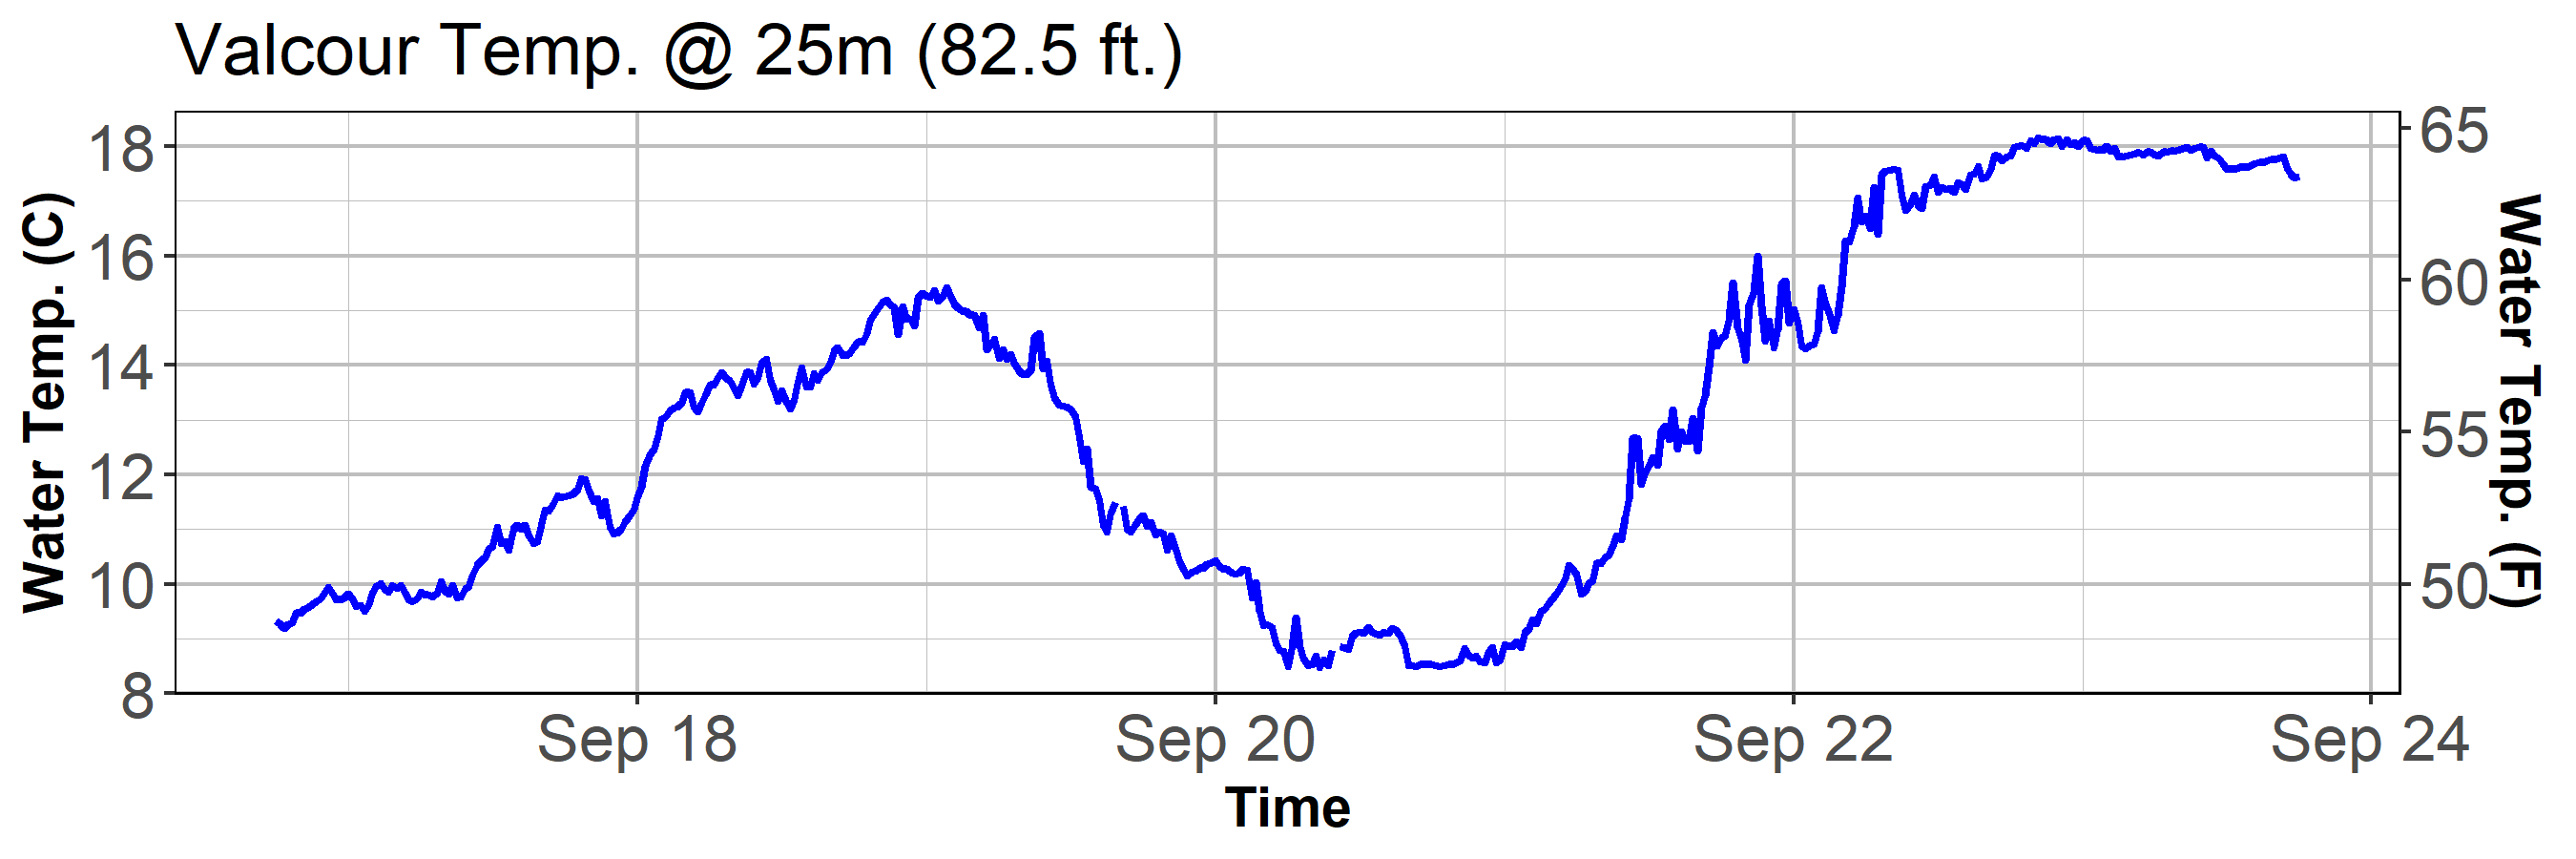 Valcour Temp. @ 25m (82.5 ft.)
Water Temp. (C)
18
16
14
12
10
8
65
60
55
50
Water Temp. (F)
Sep 18
Sep 20
Sep 22
Sep 24
Time